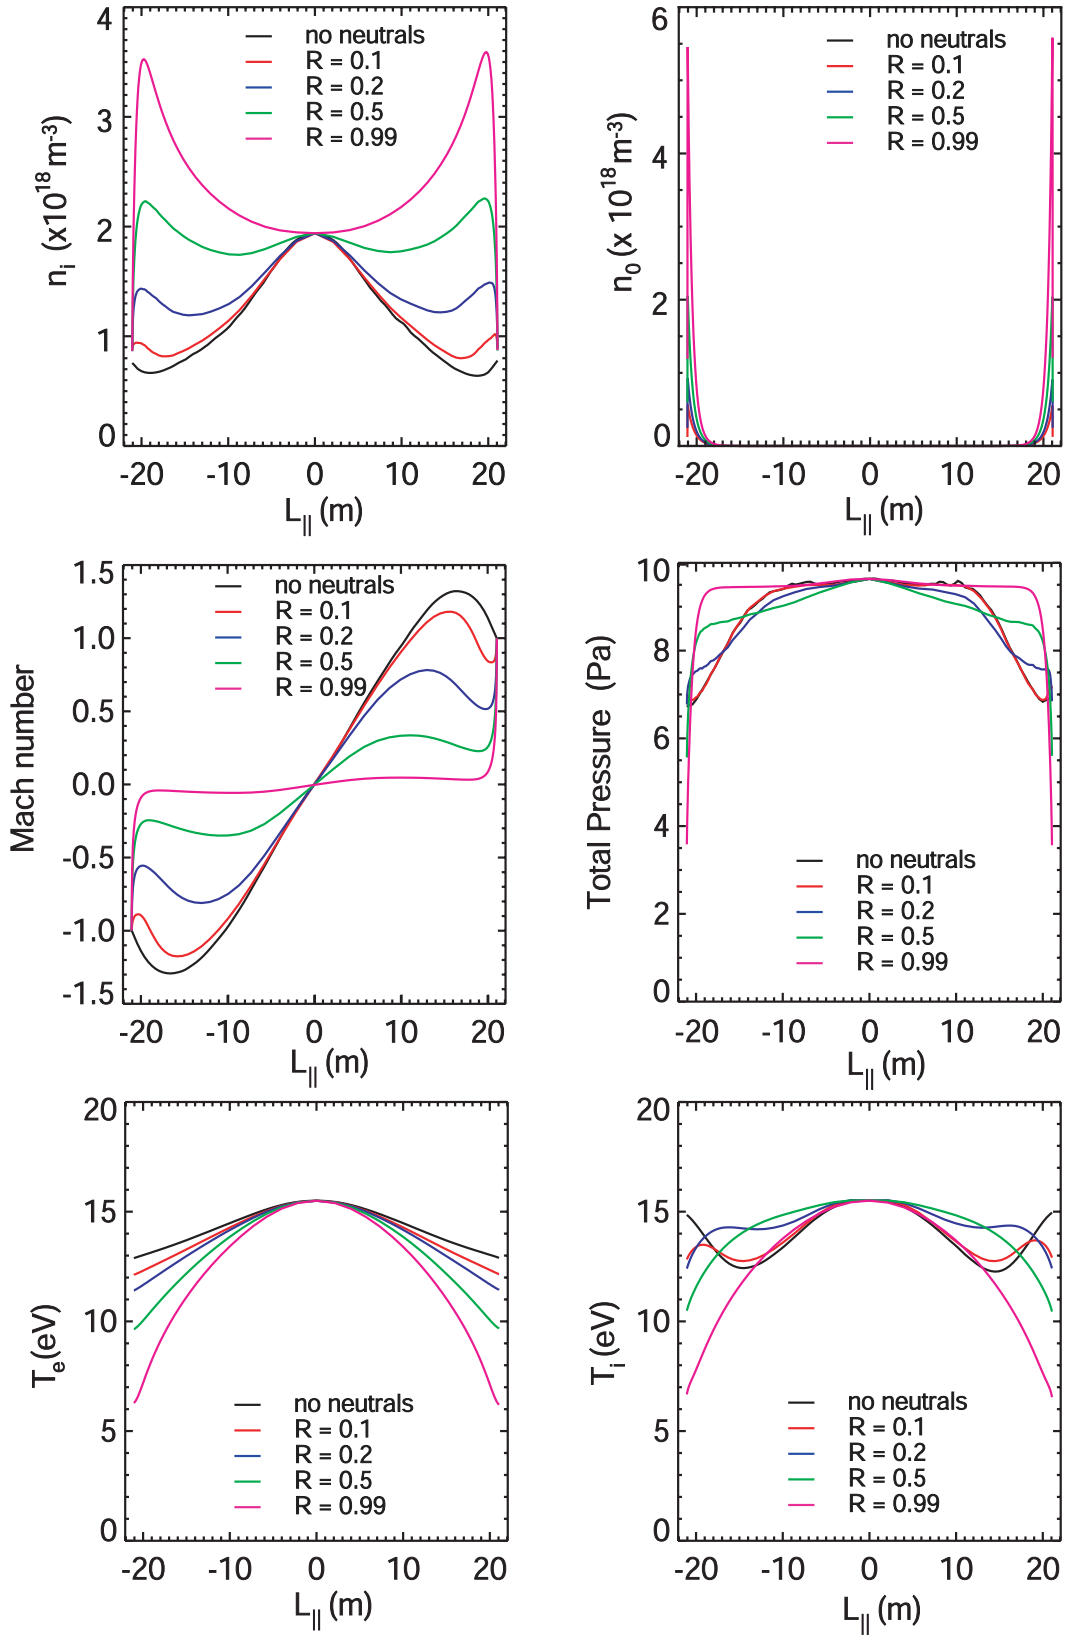 4
3
2
1
0
n_i (x10^18 m^-3)
no neutrals
R = 0.1
R = 0.2
R = 0.5
R = 0.99
-20 -10 0 10 20
L_|| (m)
6
4
2
0
n_0 (x 10^18 m^-3)
no neutrals
R = 0.1
R = 0.2
R = 0.5
R = 0.99
-20 -10 0 10 20
L_|| (m)
1.5
1.0
0.5
0.0
-0.5
-1.0
-1.5
Mach number
no neutrals
R = 0.1
R = 0.2
R = 0.5
R = 0.99
-20 -10 0 10 20
L_|| (m)
10
8
6
4
2
0
Total Pressure (Pa)
no neutrals
R = 0.1
R = 0.2
R = 0.5
R = 0.99
-20 -10 0 10 20
L_|| (m)
20
15
10
5
0
T_e (eV)
no neutrals
R = 0.1
R = 0.2
R = 0.5
R = 0.99
-20 -10 0 10 20
L_|| (m)
20
15
10
5
0
T_i (eV)
no neutrals
R = 0.1
R = 0.2
R = 0.5
R = 0.99
-20 -10 0 10 20
L_|| (m)